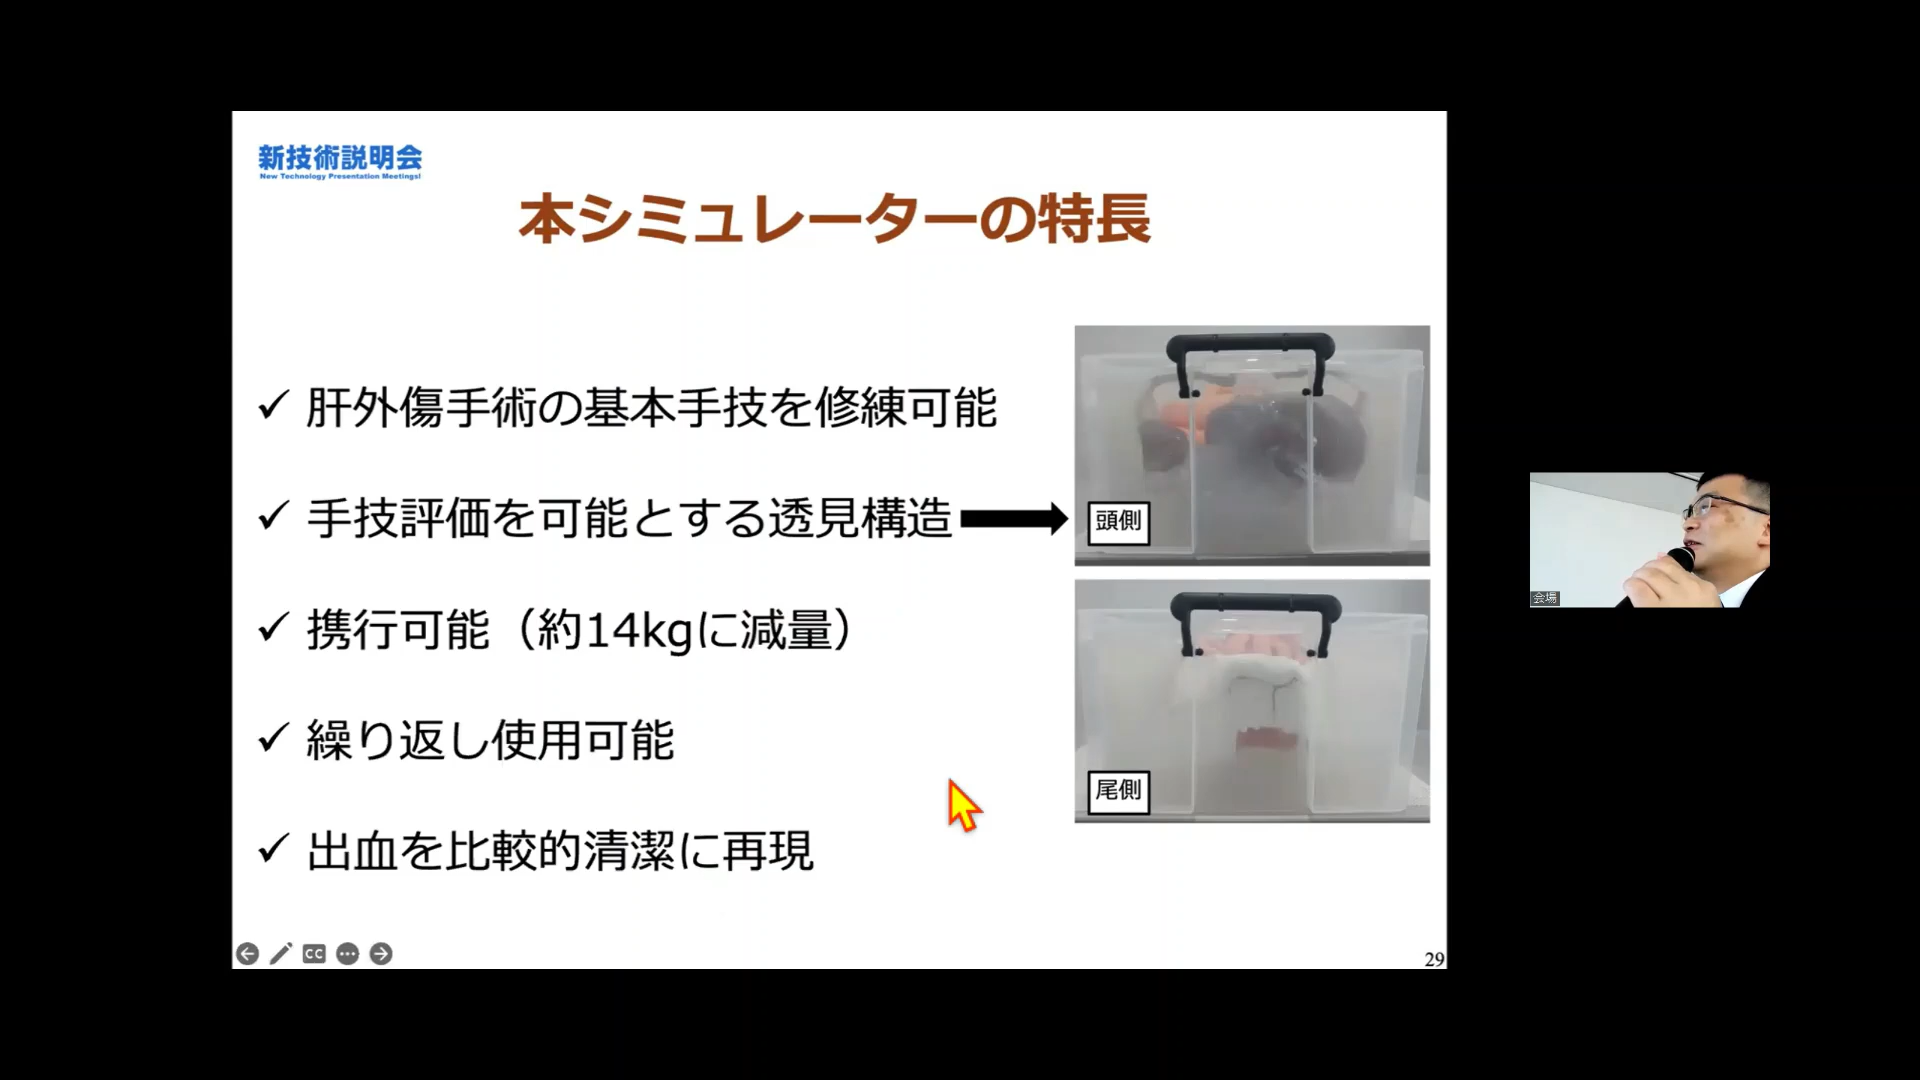 新技術説明会
New Technology Presentation Meetings!
本シミュレーターの特長
✓ 肝外傷手術の基本手技を修練可能
✓ 手技評価を可能とする透見構造
頭側
✓ 携行可能（約14kgに減量）
✓ 繰り返し使用可能
尾側
✓ 出血を比較的清潔に再現
CC
29
会場